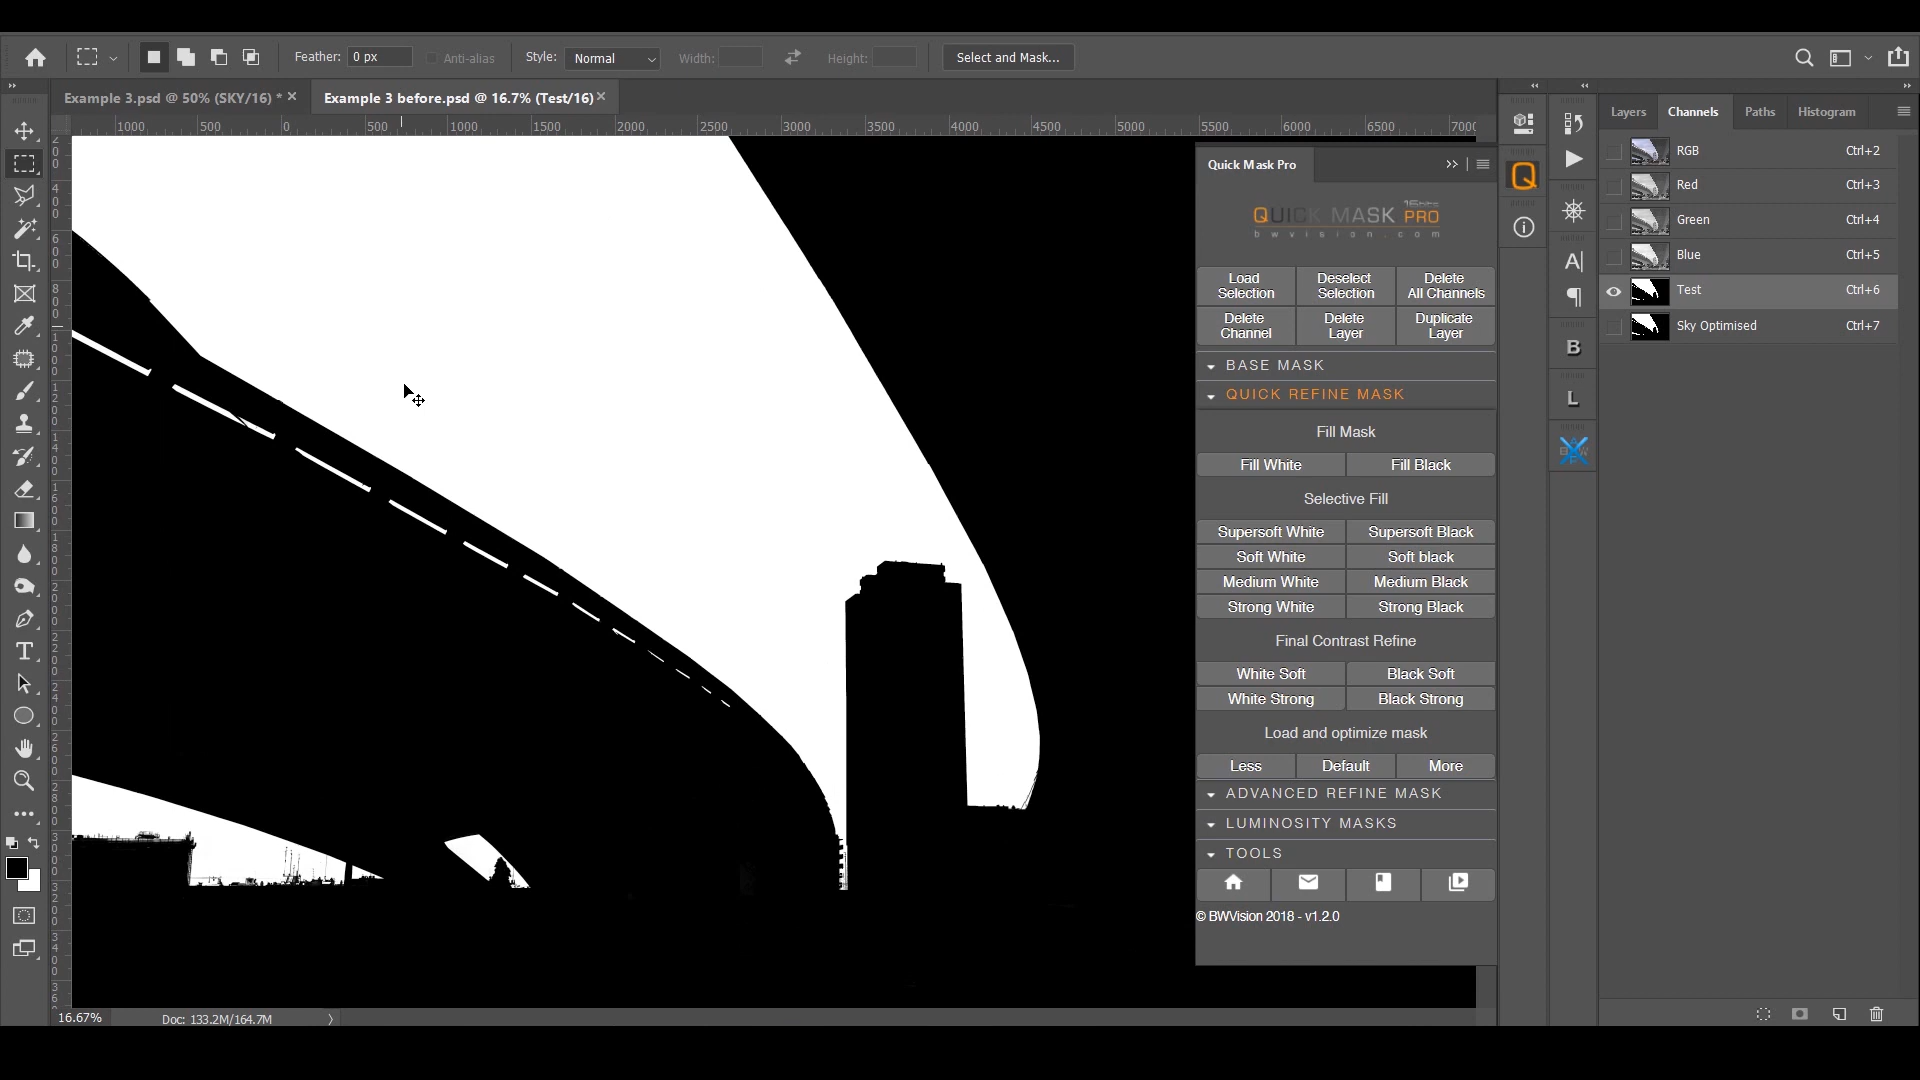 Feather: 0 px
Anti-alias
Style: Normal
Width:
Height:
Select and Mask...
Example 3.psd @ 50% (SKY/16) *
Example 3 before.psd @ 16.7% (Test/16)
1000 500 0 500 1000 1500 2000 2500 3000 3500 4000 4500 5000 5500 6000 6500 7000
Layers Channels Paths Histogram
RGB Ctrl+2
Red Ctrl+3
Green Ctrl+4
Blue Ctrl+5
Test Ctrl+6
Sky Optimised Ctrl+7
Quick Mask Pro
QUICK MASK PRO
16bits
bwvision.com
Load Selection
Deselect Selection
Delete All Channels
Delete Channel
Delete Layer
Duplicate Layer
BASE MASK
QUICK REFINE MASK
Fill Mask
Fill White Fill Black
Selective Fill
Supersoft White Supersoft Black
Soft White Soft black
Medium White Medium Black
Strong White Strong Black
Final Contrast Refine
White Soft Black Soft
White Strong Black Strong
Load and optimize mask
Less Default More
ADVANCED REFINE MASK
LUMINOSITY MASKS
TOOLS
© BWVision 2018 - v1.2.0
16.67%
Doc: 133.2M/164.7M